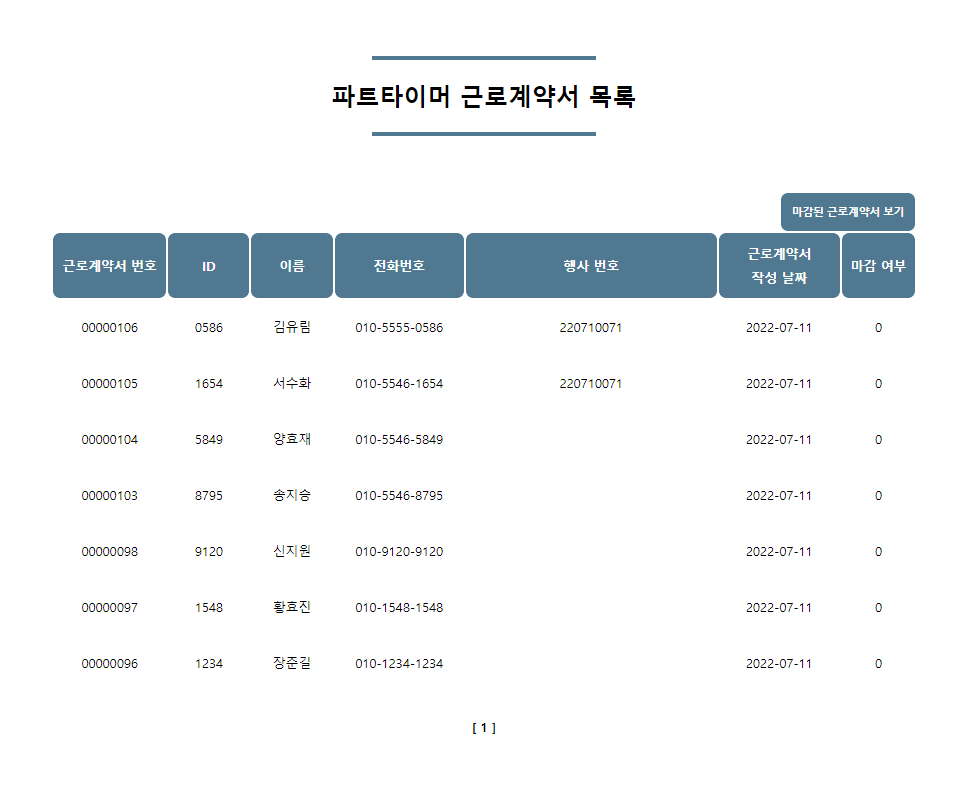 파트타이머 근로계약서 목록
마감된 근로계약서 보기
근로계약서 번호 ID 이름 전화번호 행사 번호 근로계약서 작성 날짜 마감 여부
00000106 0586 김유림 010-5555-0586 220710071 2022-07-11 0
00000105 1654 서수화 010-5546-1654 220710071 2022-07-11 0
00000104 5849 양효재 010-5546-5849 2022-07-11 0
00000103 8795 송지승 010-5546-8795 2022-07-11 0
00000098 9120 신지원 010-9120-9120 2022-07-11 0
00000097 1548 황효진 010-1548-1548 2022-07-11 0
00000096 1234 장준길 010-1234-1234 2022-07-11 0
[ 1 ]